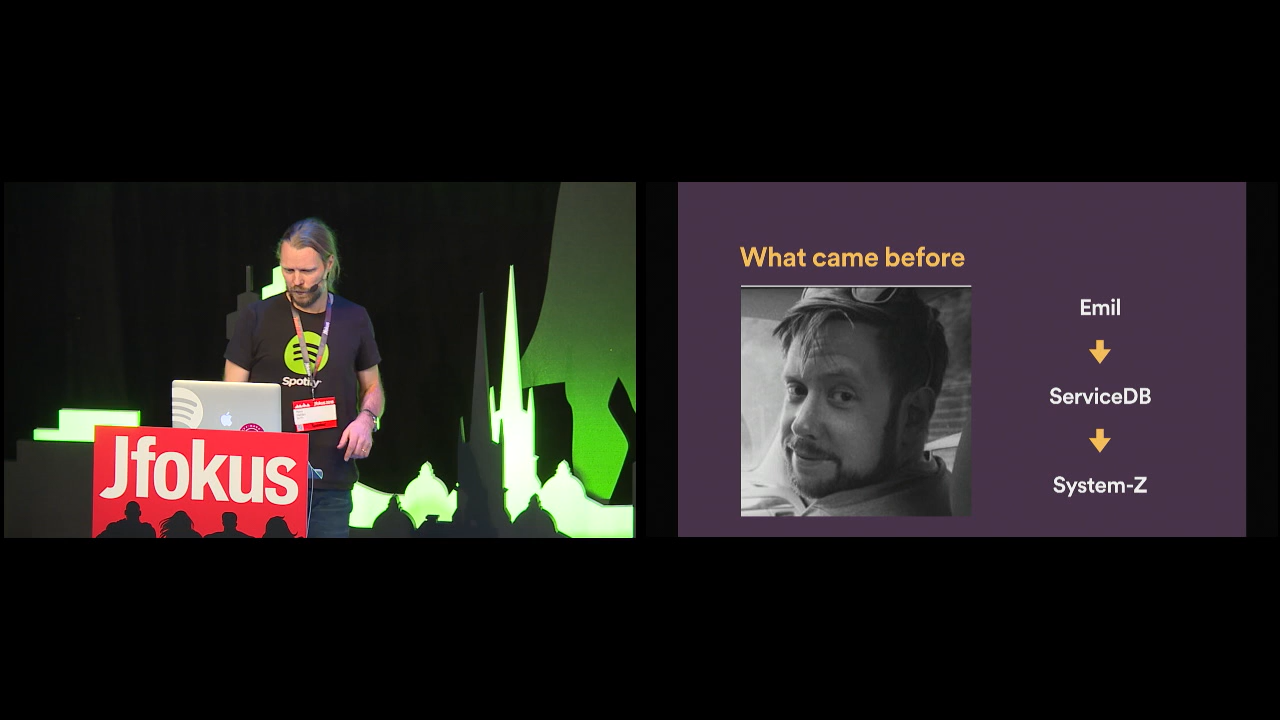 Spotify
Jfokus
What came before
Emil
ServiceDB
System-Z